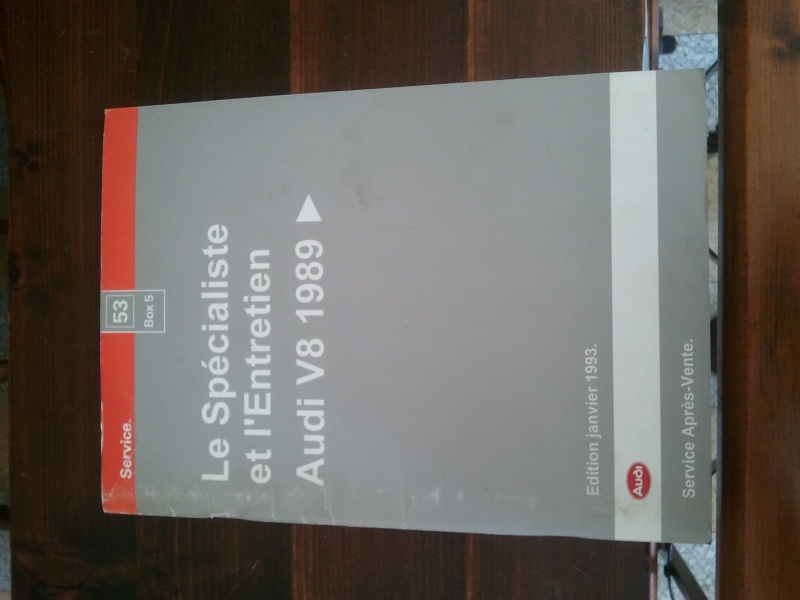 Service.
53
Box 5
Le Spécialiste
et l'Entretien
Audi V8 1989 ►
Edition janvier 1993.
Audi
Service Après-Vente.